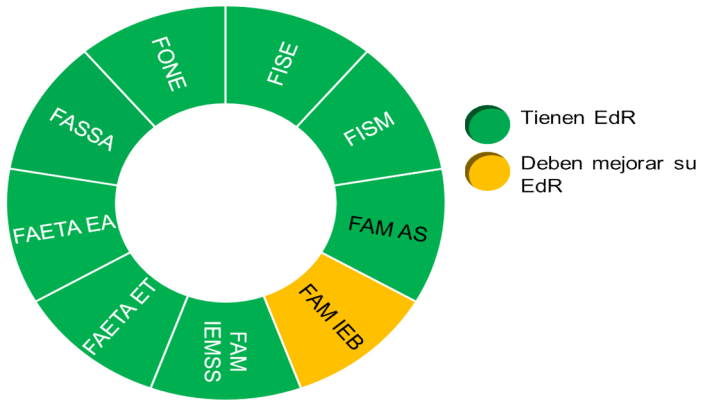 FISE
FISM
FAM AS
FAM IEB
FAM
IEMSS
FAETA ET
FAETA EA
FASSA
FONE
Tienen EdR
Deben mejorar su
EdR